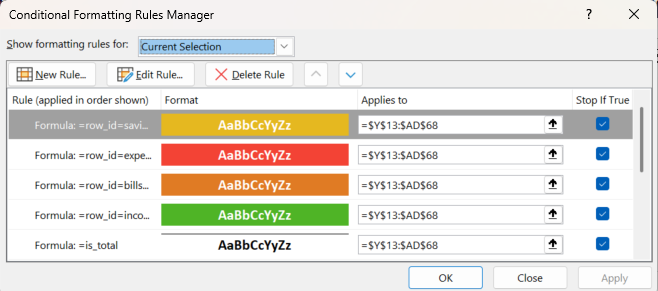 Conditional Formatting Rules Manager
Show formatting rules for: Current Selection
New Rule... Edit Rule... Delete Rule
Rule (applied in order shown) Format Applies to Stop If True
Formula: =row_id=savi... AaBbCcYyZz =$Y$13:$AD$68
Formula: =row_id=expe... AaBbCcYyZz =$Y$13:$AD$68
Formula: =row_id=bills... AaBbCcYyZz =$Y$13:$AD$68
Formula: =row_id=inco... AaBbCcYyZz =$Y$13:$AD$68
Formula: =is_total AaBbCcYyZz =$Y$13:$AD$68
OK Close Apply